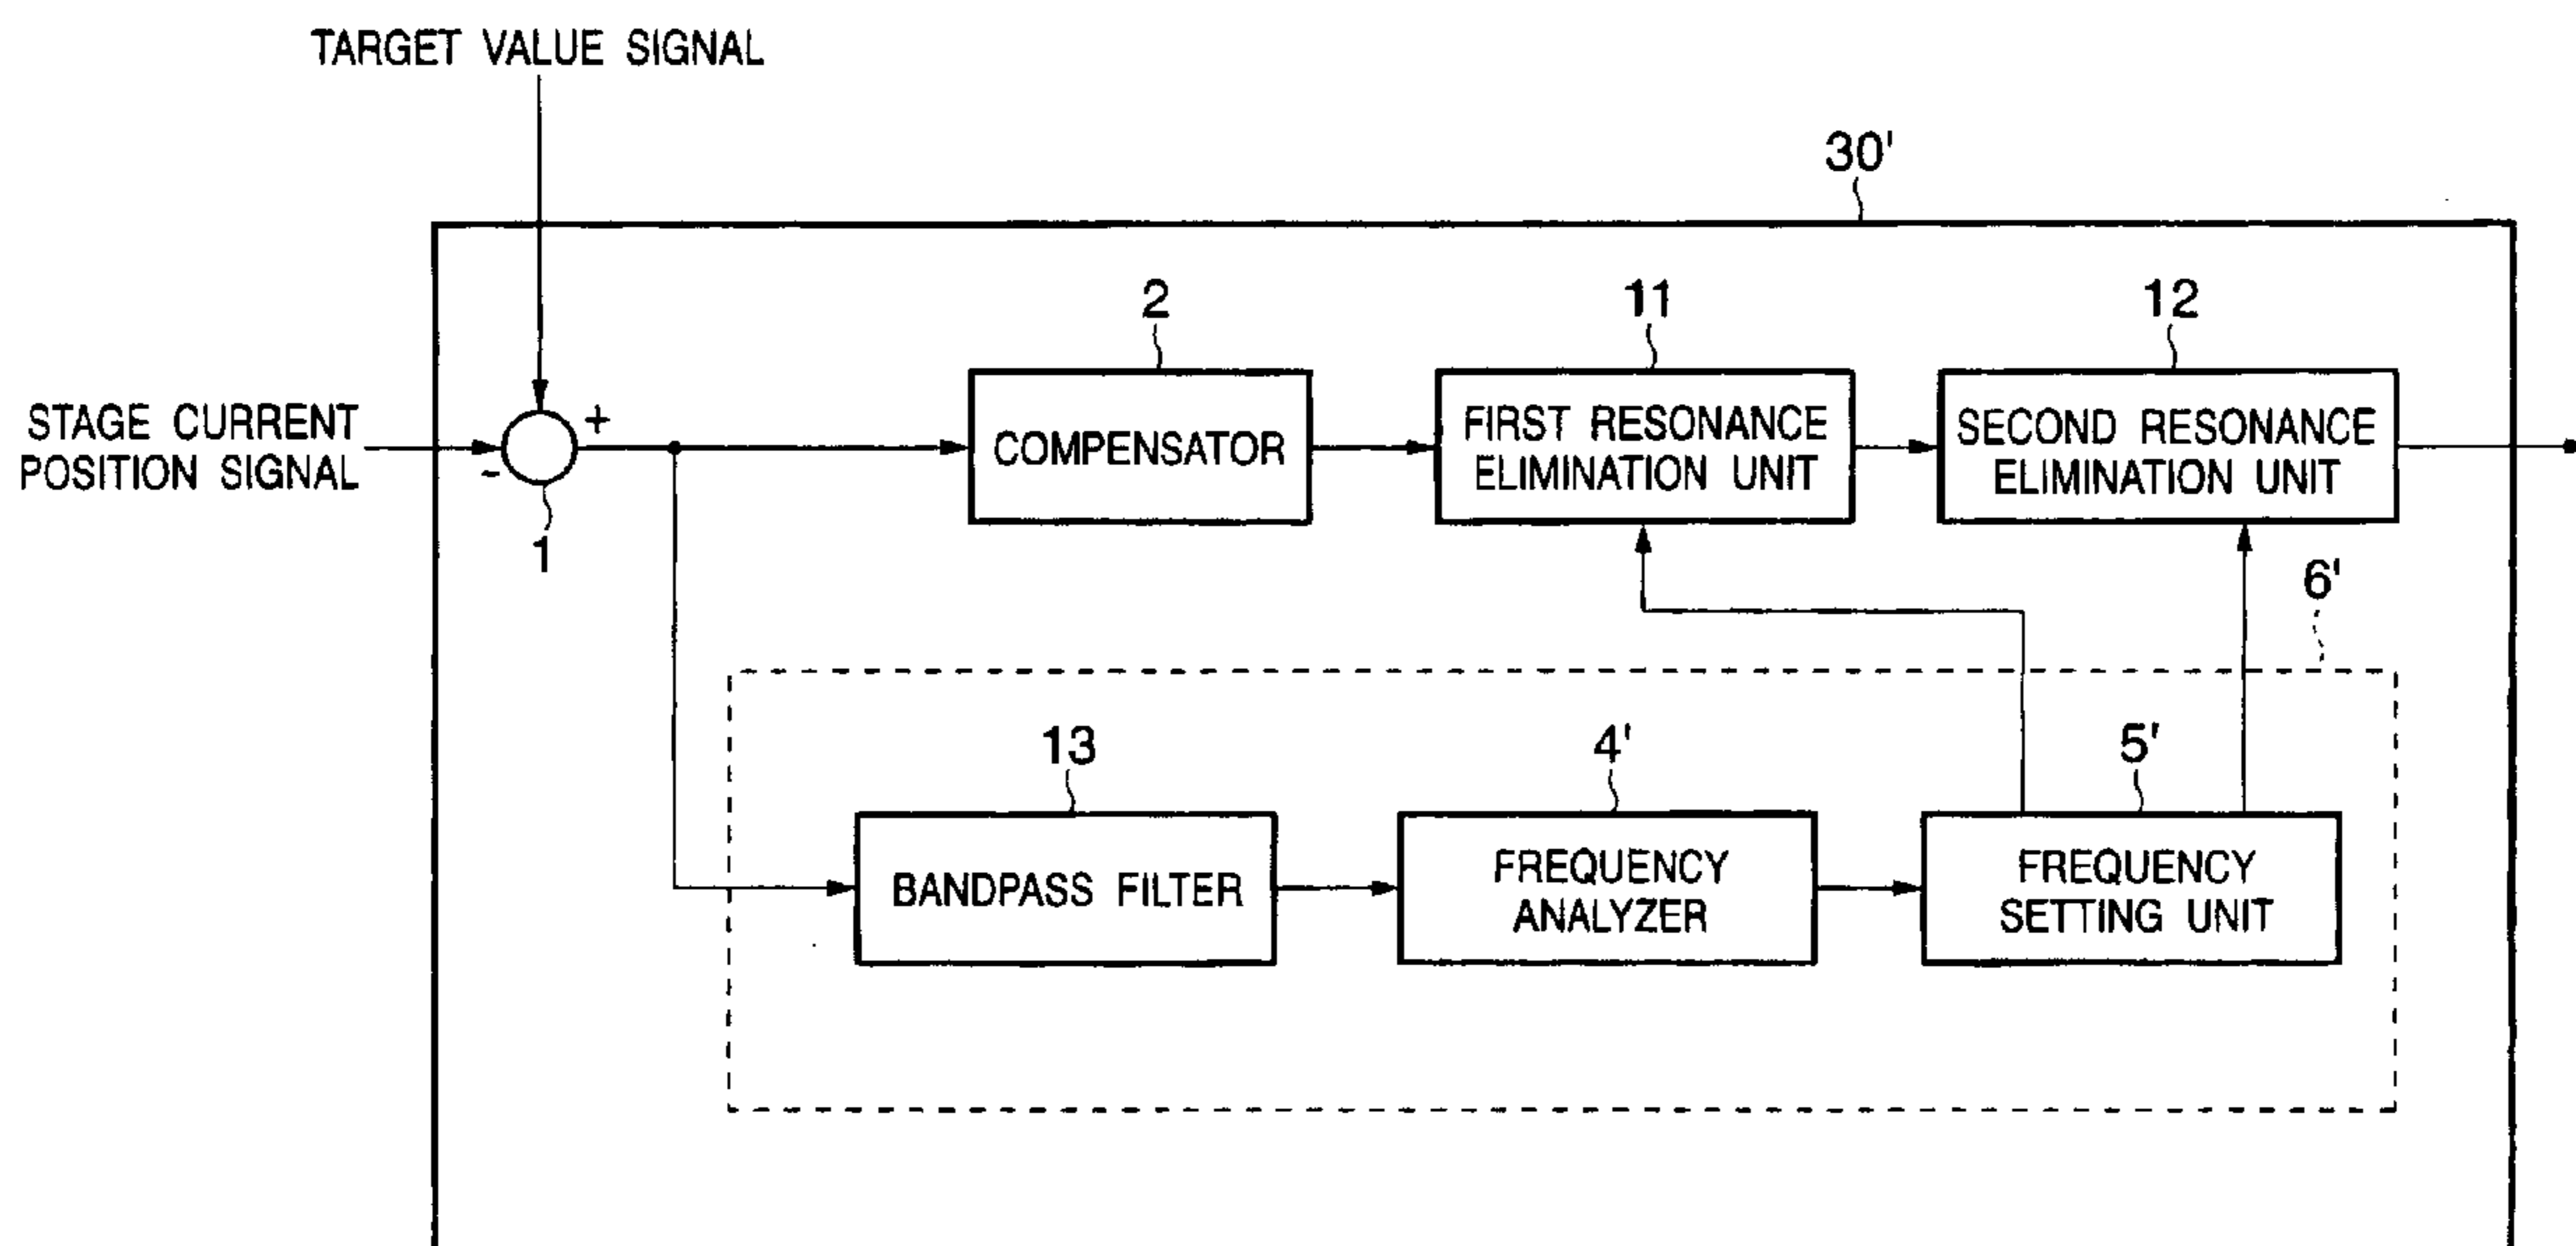 TARGET VALUE SIGNAL
30'
2
11
12
STAGE CURRENT
POSITION SIGNAL
+
-
1
COMPENSATOR
FIRST RESONANCE
ELIMINATION UNIT
SECOND RESONANCE
ELIMINATION UNIT
6'
13
4'
5'
BANDPASS FILTER
FREQUENCY
ANALYZER
FREQUENCY
SETTING UNIT